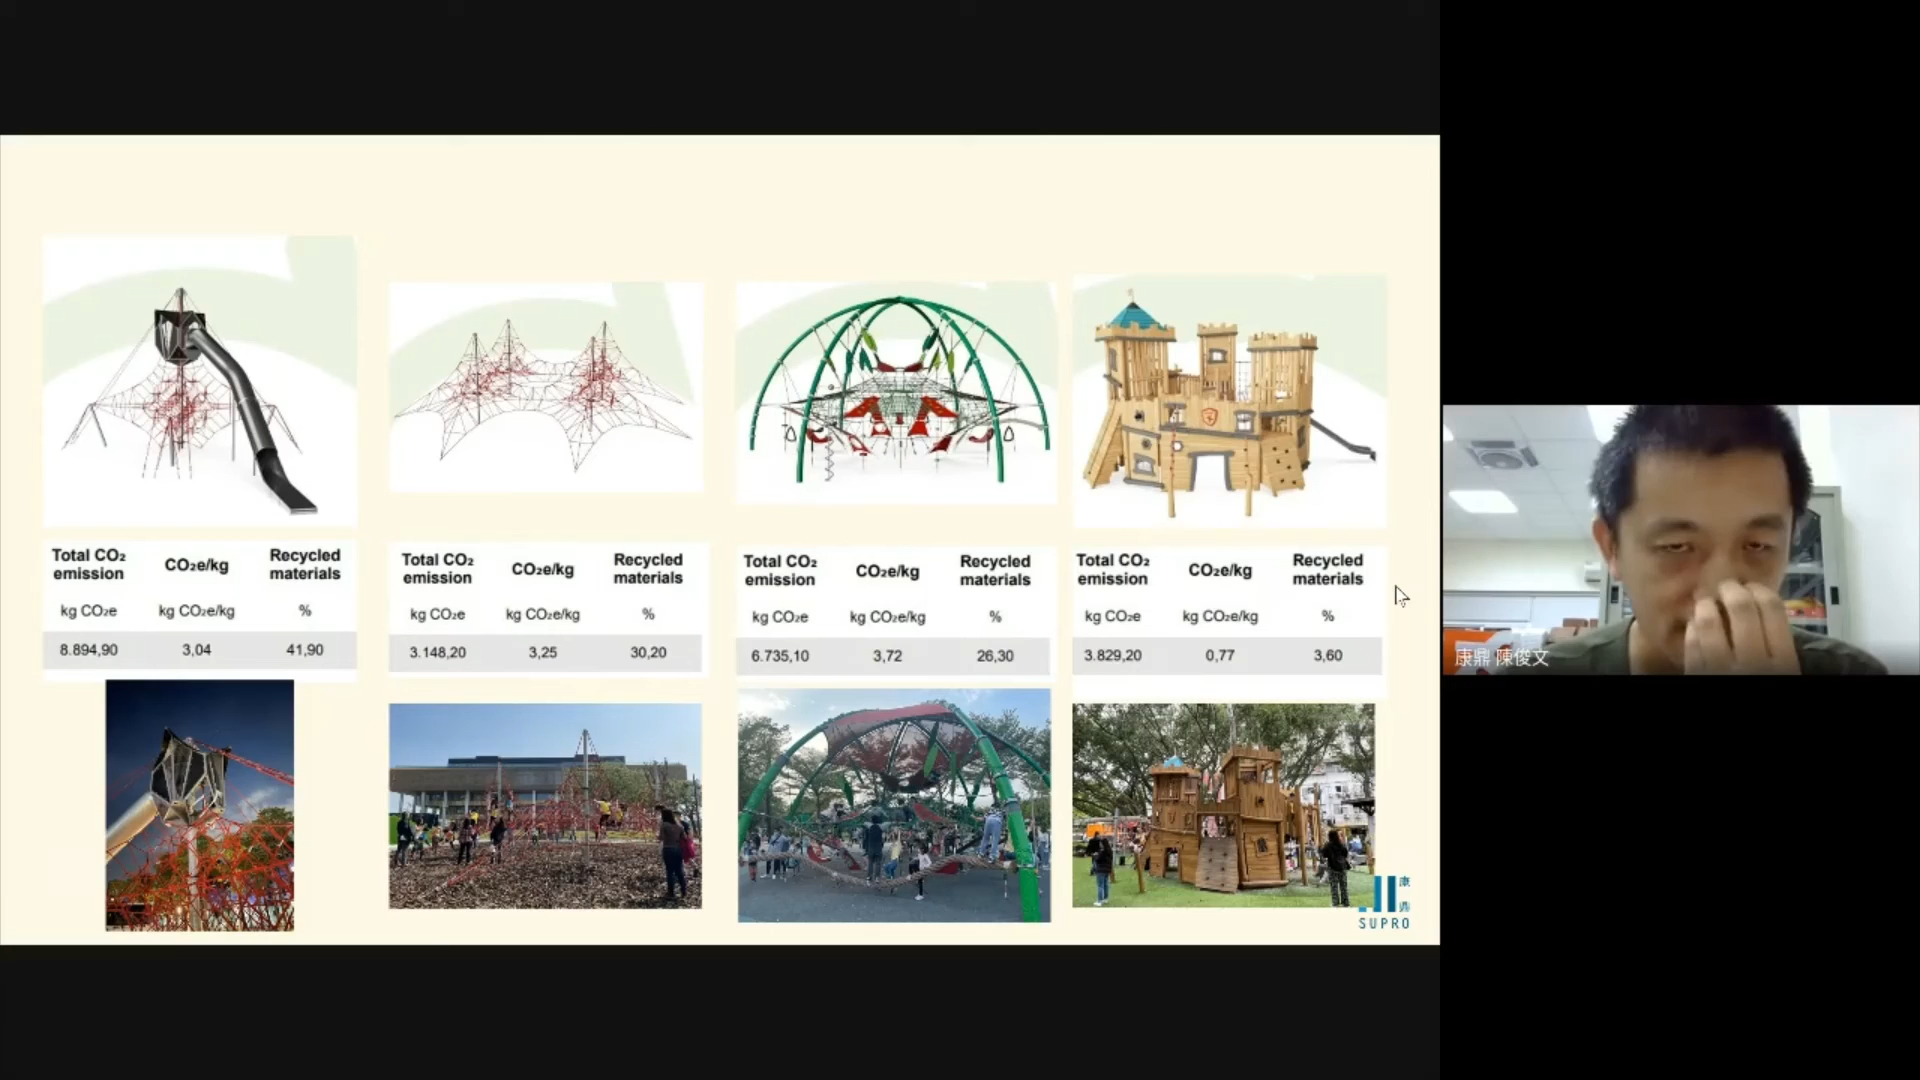 Total CO₂ emission
CO₂e/kg
Recycled materials
kg CO₂e
kg CO₂e/kg
%
8.894,90
3,04
41,90
Total CO₂ emission
CO₂e/kg
Recycled materials
kg CO₂e
kg CO₂e/kg
%
3.148,20
3,25
30,20
Total CO₂ emission
CO₂e/kg
Recycled materials
kg CO₂e
kg CO₂e/kg
%
6.735,10
3,72
26,30
Total CO₂ emission
CO₂e/kg
Recycled materials
kg CO₂e
kg CO₂e/kg
%
3.829,20
0,77
3,60
康鼎
SUPRO
康鼎 陳俊文